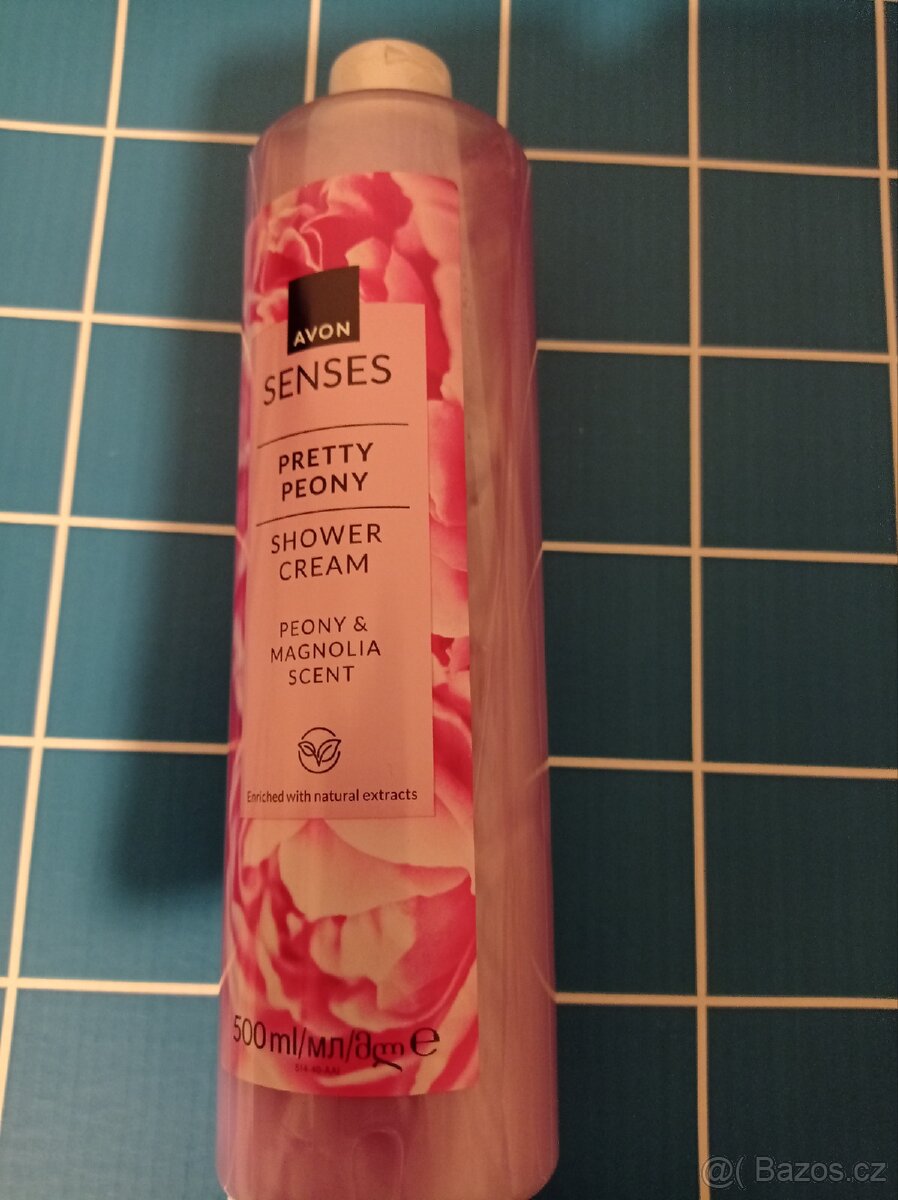 AVON
SENSES
PRETTY
PEONY
SHOWER
CREAM
PEONY &
MAGNOLIA
SCENT
Enriched with natural extracts
500ml/мл/მლ e
@( Bazos.cz